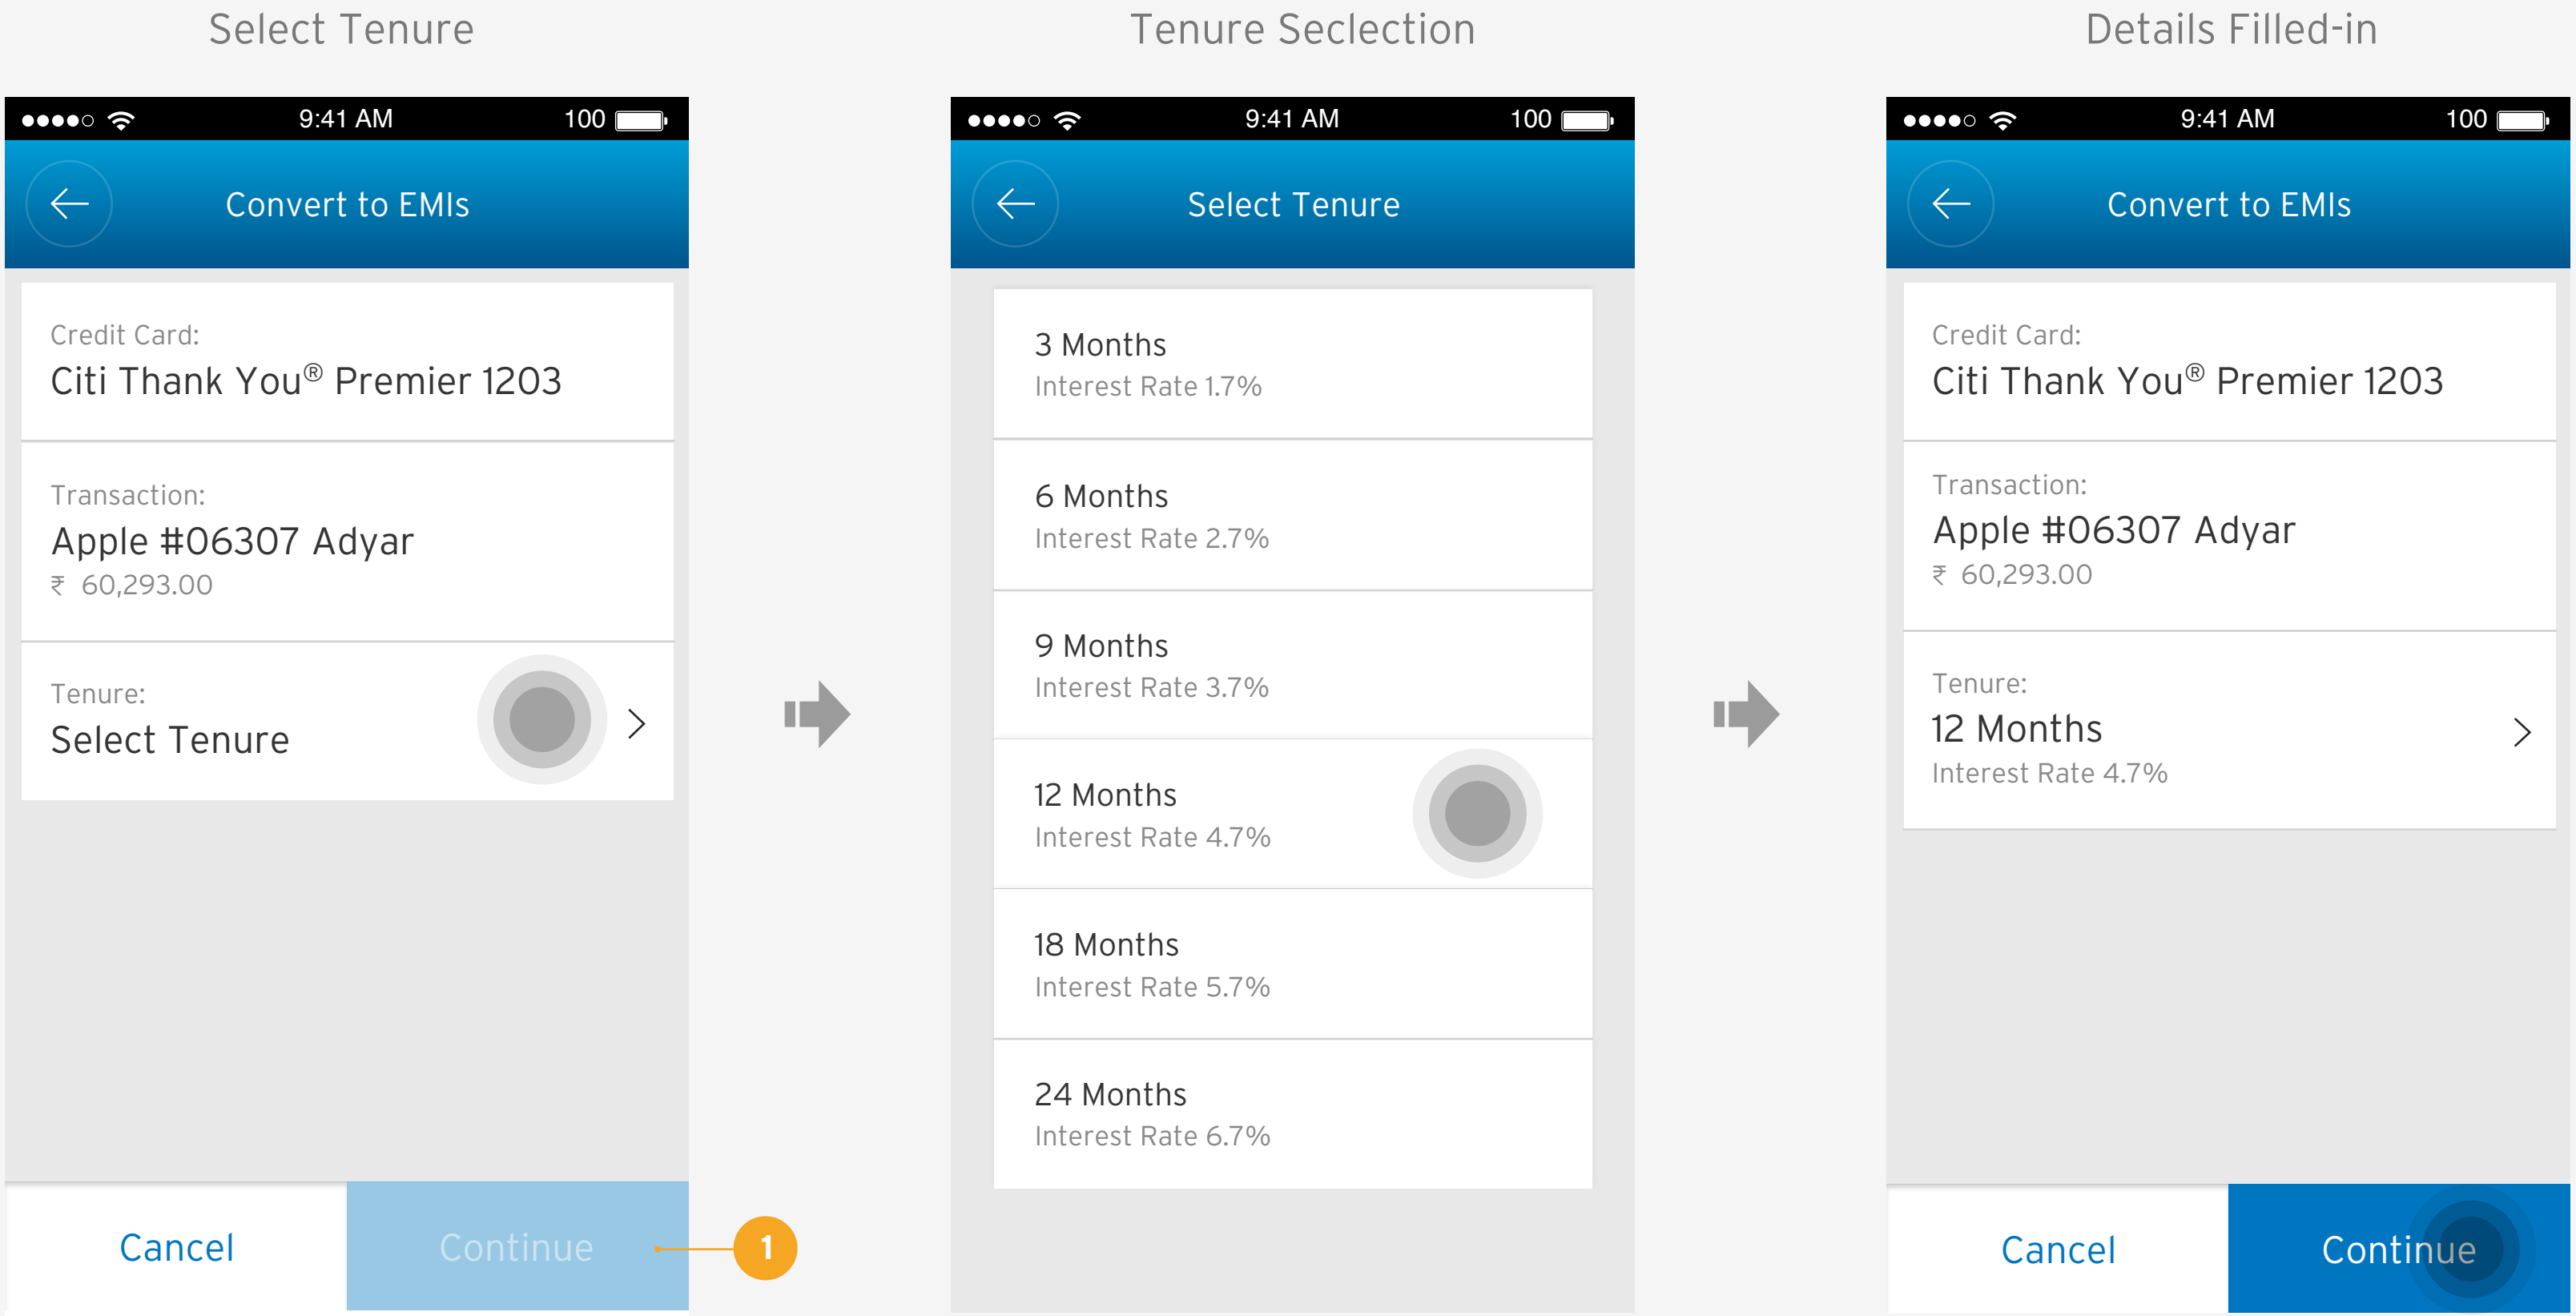 Select Tenure
9:41 AM
100
Convert to EMIs
Credit Card:
Citi Thank You® Premier 1203
Transaction:
Apple #06307 Adyar
₹ 60,293.00
Tenure:
Select Tenure
Cancel
Continue
1
Tenure Seclection
9:41 AM
100
Select Tenure
3 Months
Interest Rate 1.7%
6 Months
Interest Rate 2.7%
9 Months
Interest Rate 3.7%
12 Months
Interest Rate 4.7%
18 Months
Interest Rate 5.7%
24 Months
Interest Rate 6.7%
Details Filled-in
9:41 AM
100
Convert to EMIs
Credit Card:
Citi Thank You® Premier 1203
Transaction:
Apple #06307 Adyar
₹ 60,293.00
Tenure:
12 Months
Interest Rate 4.7%
Cancel
Continue